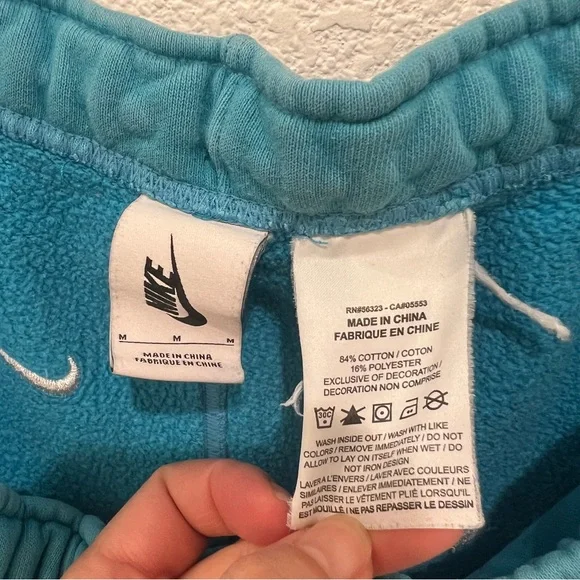 NIKE
M M M
MADE IN CHINA
FABRIQUE EN CHINE
RN#56323 - CA#05553
MADE IN CHINA
FABRIQUE EN CHINE
84% COTTON / COTON
16% POLYESTER
EXCLUSIVE OF DECORATION /
DECORATION NON COMPRISE
30C
WASH INSIDE OUT / WASH WITH LIKE
COLORS / REMOVE IMMEDIATELY / DO NOT
ALLOW TO LAY ON ITSELF WHEN WET / DO
NOT IRON DESIGN
LAVER A L'ENVERS / LAVER AVEC COULEURS
SIMILAIRES / ENLEVER IMMEDIATEMENT / NE
PAS LAISSER LE VÊTEMENT PLIÉ LORSQU'IL
EST MOUILLÉ / NE PAS REPASSER LE DESSIN